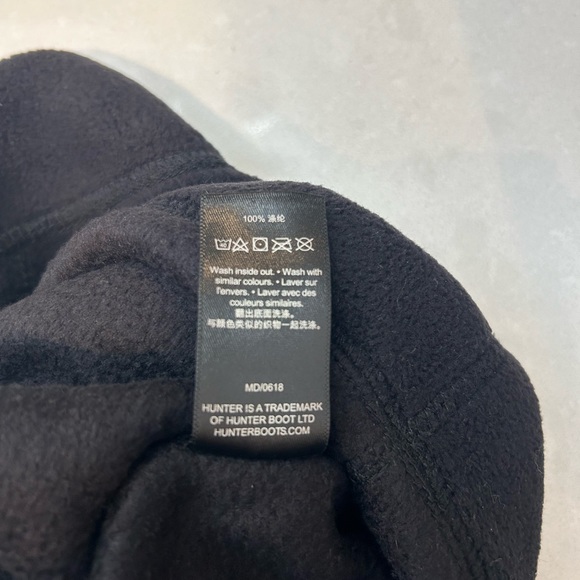 100% 涤纶
Wash inside out. • Wash with
similar colours. • Laver sur
l'envers. • Laver avec des
couleurs similaires.
翻出底面洗涤.
与颜色类似的织物一起洗涤.
MD/0618
HUNTER IS A TRADEMARK
OF HUNTER BOOT LTD
HUNTERBOOTS.COM